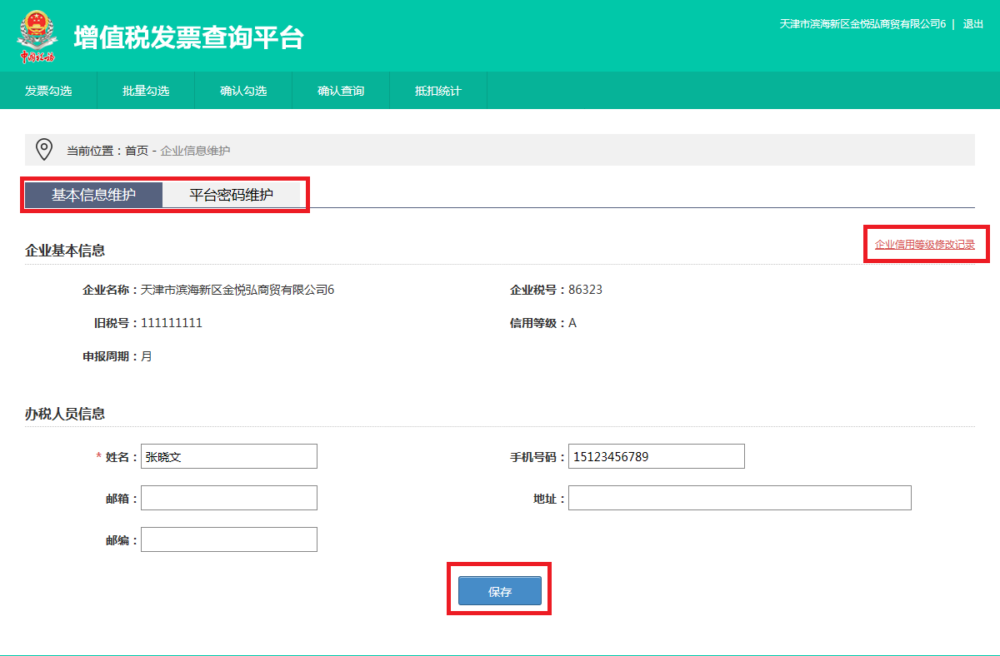 增值税发票查询平台
中国税务
天津市滨海新区金悦弘商贸有限公司6 | 退出
发票勾选 批量勾选 确认勾选 确认查询 抵扣统计
当前位置：首页 - 企业信息维护
基本信息维护 平台密码维护
企业信用等级修改记录
企业基本信息
企业名称：天津市滨海新区金悦弘商贸有限公司6 企业税号：86323
旧税号：111111111 信用等级：A
申报周期：月
办税人员信息
* 姓名：张晓文 手机号码：15123456789
邮箱： 地址：
邮编：
保存